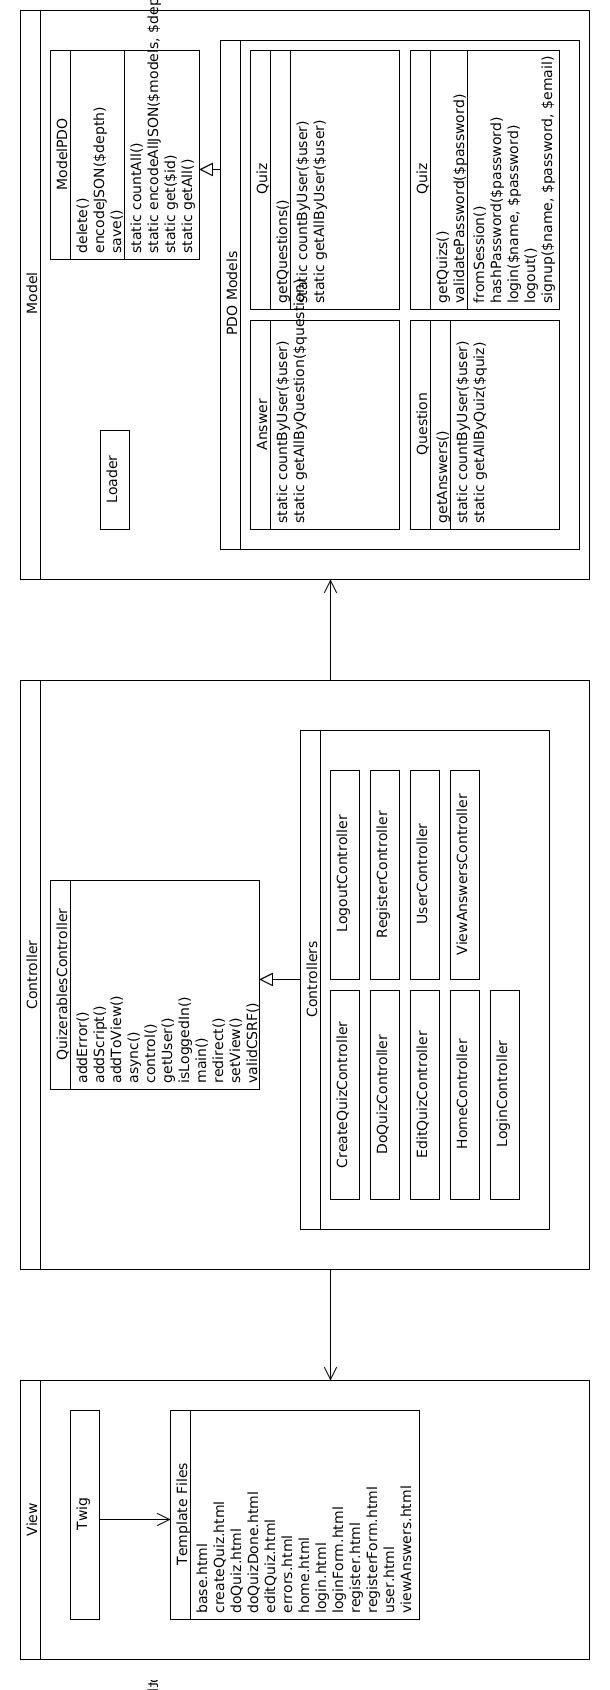 View
Twig
Template Files
base.html
createQuiz.html
doQuiz.html
doQuizDone.html
editQuiz.html
errors.html
home.html
login.html
loginForm.html
register.html
registerForm.html
user.html
viewAnswers.html
Controller
QuizerablesController
addError()
addScript()
addToView()
async()
control()
getUser()
isLoggedIn()
main()
redirect()
setView()
validCSRF()
Controllers
CreateQuizController
DoQuizController
EditQuizController
HomeController
LoginController
LogoutController
RegisterController
UserController
ViewAnswersController
Model
Loader
ModelPDO
delete()
encodeJSON($depth)
save()
static countAll()
static encodeAllJSON($models, $dep
static get($id)
static getAll()
PDO Models
Answer
static countByUser($user)
static getAllByQuestion($question)
Quiz
getQuestions()
static countByUser($user)
static getAllByUser($user)
Question
getAnswers()
static countByUser($user)
static getAllByQuiz($quiz)
Quiz
getQuizs()
validatePassword($password)
fromSession()
hashPassword($password)
login($name, $password)
logout()
signup($name, $password, $email)